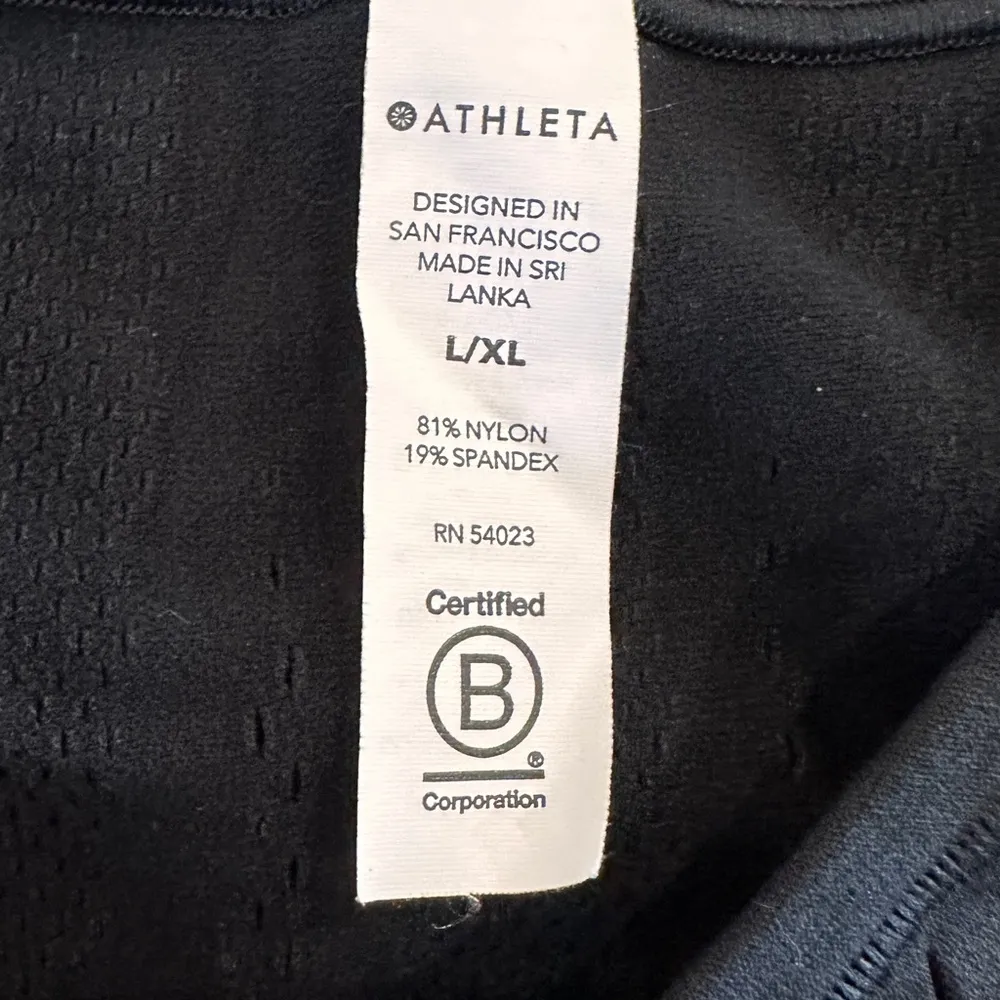 ATHLETA
DESIGNED IN
SAN FRANCISCO
MADE IN SRI
LANKA
L/XL
81% NYLON
19% SPANDEX
RN 54023
Certified
B
®
Corporation